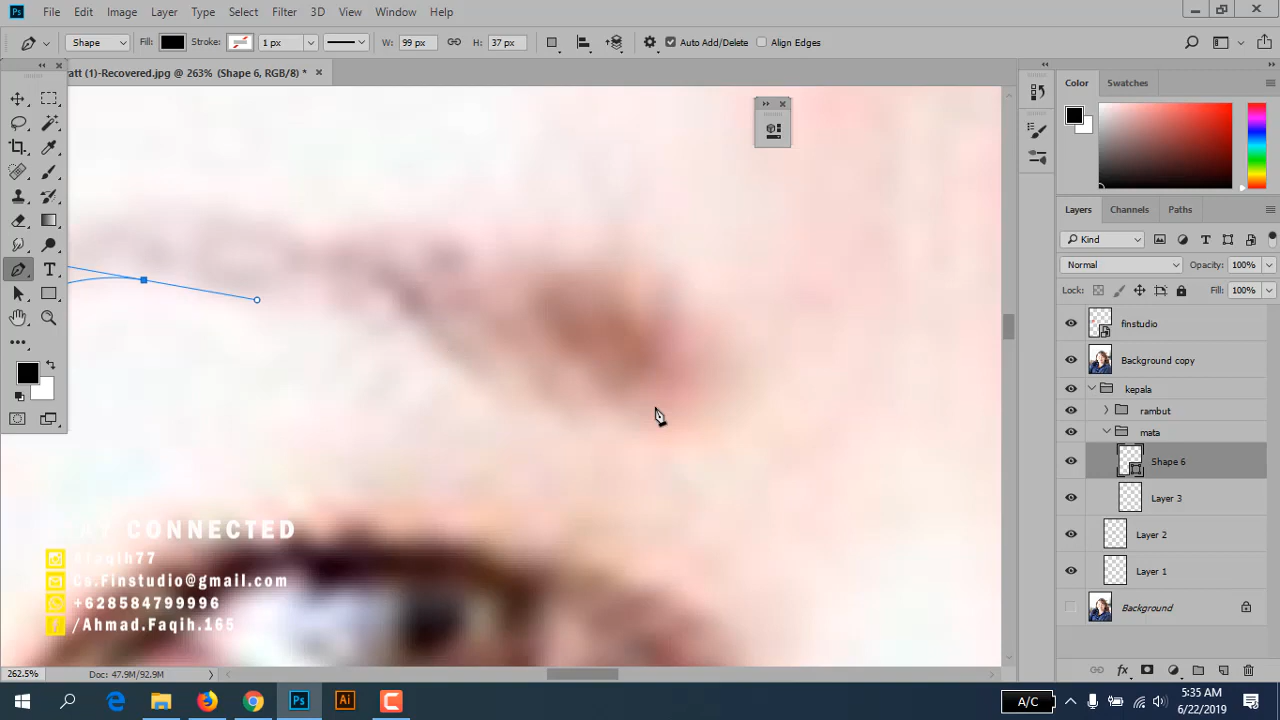 Ps File Edit Image Layer Type Select Filter 3D View Window Help
Shape Fill: Stroke: 1 px W: 99 px H: 37 px Auto Add/Delete Align Edges
att (1)-Recovered.jpg @ 263% (Shape 6, RGB/8) *
Color Swatches
Layers Channels Paths
Kind
Normal Opacity: 100%
Lock: Fill: 100%
finstudio
Background copy
kepala
rambut
mata
Shape 6
Layer 3
Layer 2
Layer 1
Background
AY CONNECTED
Cs.Finstudio@gmail.com
+628584799996
/Ahmad.Faqih.165
262.5% Doc: 47.9M/92.9M
Ps Ai
A/C
5:35 AM
6/22/2019